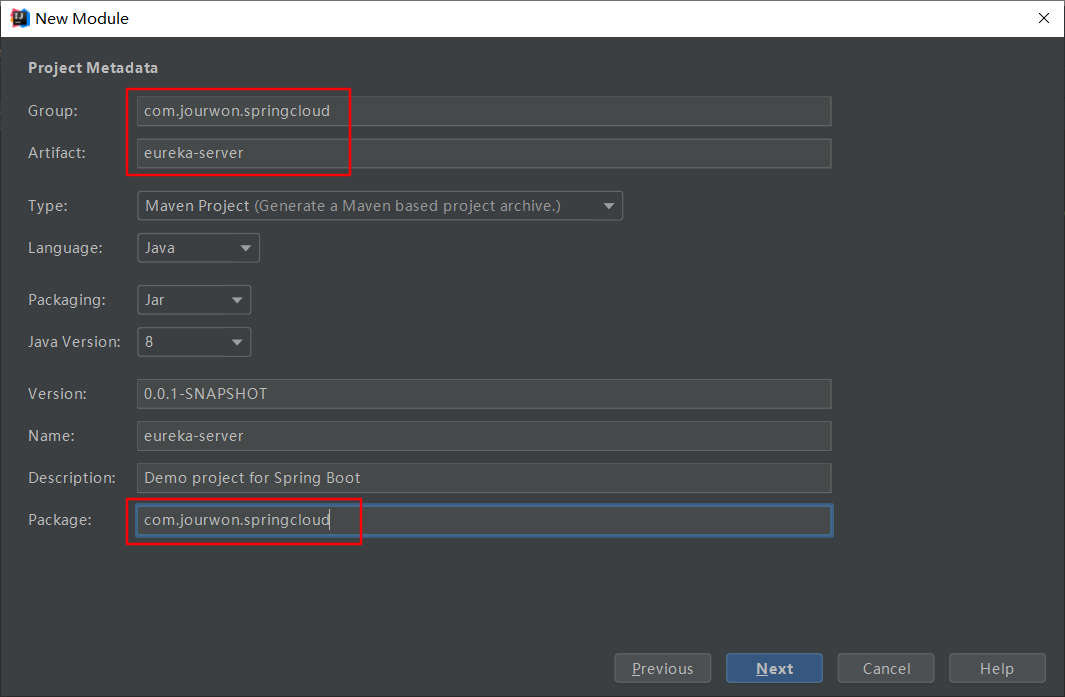 New Module
Project Metadata
Group: com.jourwon.springcloud
Artifact: eureka-server
Type: Maven Project (Generate a Maven based project archive.)
Language: Java
Packaging: Jar
Java Version: 8
Version: 0.0.1-SNAPSHOT
Name: eureka-server
Description: Demo project for Spring Boot
Package: com.jourwon.springcloud
Previous Next Cancel Help